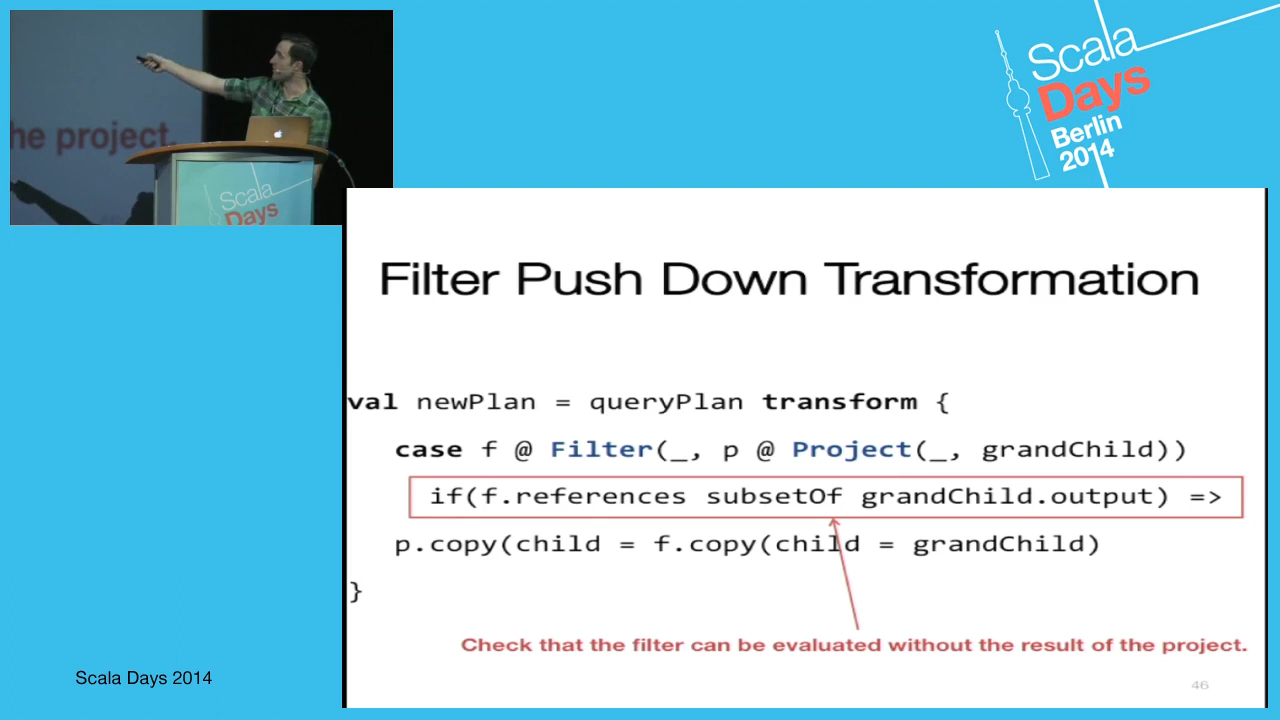 he project.
Scala
Days
Scala
Days
Berlin
2014
Filter Push Down Transformation
val newPlan = queryPlan transform {
case f @ Filter(_, p @ Project(_, grandChild))
if(f.references subsetOf grandChild.output) =>
p.copy(child = f.copy(child = grandChild)
}
Check that the filter can be evaluated without the result of the project.
46
Scala Days 2014